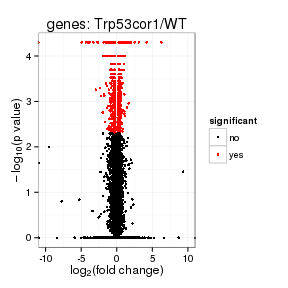 genes: Trp53cor1/WT
4
3
2
1
0
−log10(p value)
-10 -5 0 5 10
log2(fold change)
significant
no
yes